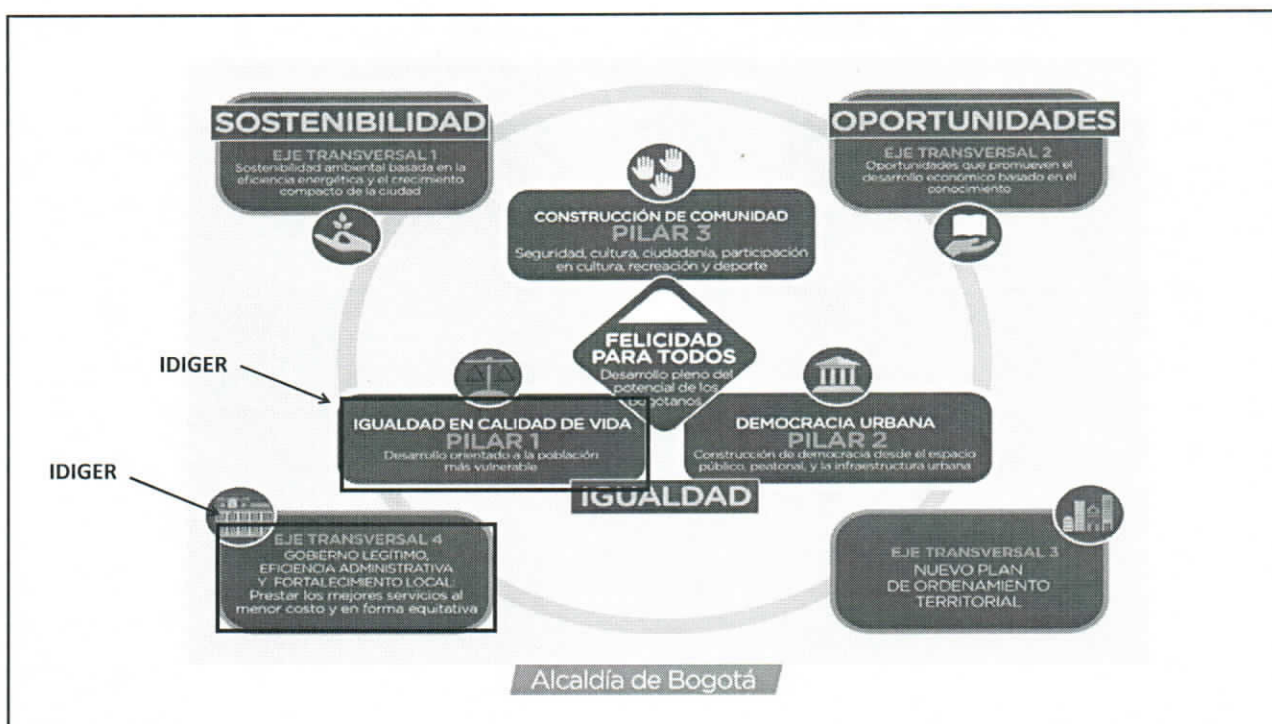 SOSTENIBILIDAD
EJE TRANSVERSAL 1
Sostenibilidad ambiental basada en la
eficiencia energética y el crecimiento
compacto de la ciudad
OPORTUNIDADES
EJE TRANSVERSAL 2
Oportunidades que promueven el
desarrollo económico basado en el
conocimiento
CONSTRUCCIÓN DE COMUNIDAD
PILAR 3
Seguridad, cultura, ciudadanía, participación
en cultura, recreación y deporte
FELICIDAD
PARA TODOS
Desarrollo pleno del
potencial de los
bogotanos
IDIGER
IGUALDAD EN CALIDAD DE VIDA
PILAR 1
Desarrollo orientado a la población
más vulnerable
DEMOCRACIA URBANA
PILAR 2
Construcción de democracia desde el espacio
público, peatonal, y la infraestructura urbana
IGUALDAD
IDIGER
EJE TRANSVERSAL 4
GOBIERNO LEGÍTIMO,
EFICIENCIA ADMINISTRATIVA
Y FORTALECIMIENTO LOCAL:
Prestar los mejores servicios al
menor costo y en forma equitativa
EJE TRANSVERSAL 3
NUEVO PLAN
DE ORDENAMIENTO
TERRITORIAL
Alcaldía de Bogotá